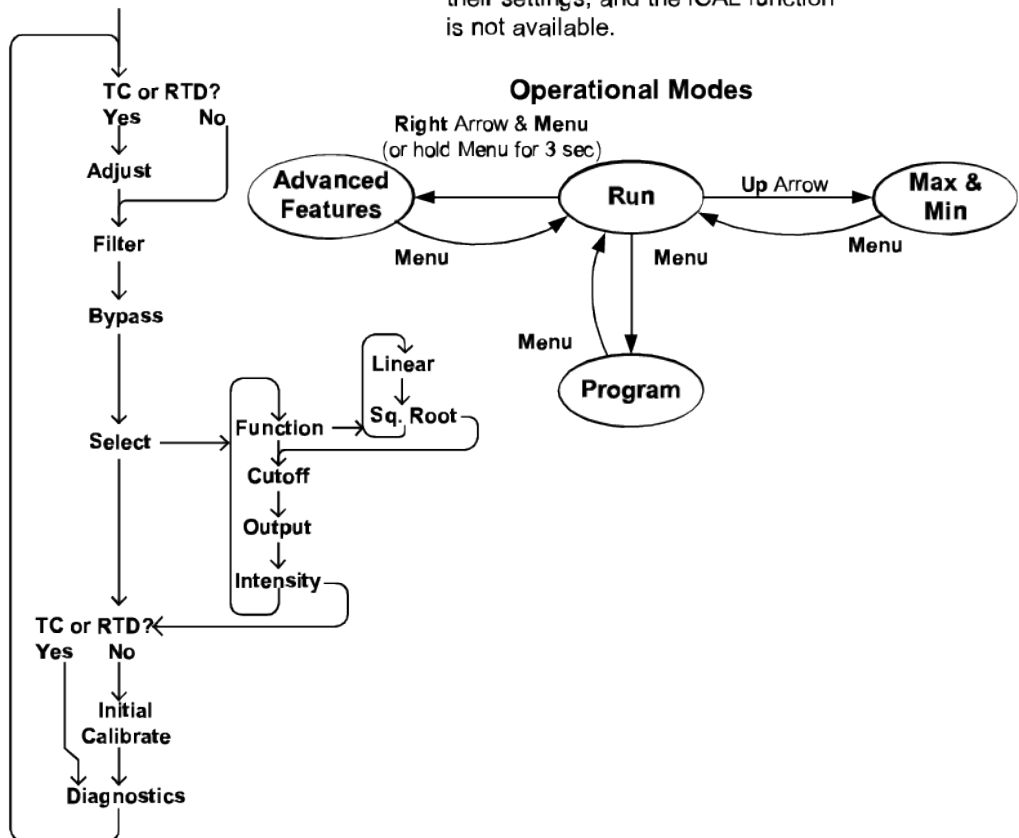 their settings, and the ICAL function
is not available.
TC or RTD?
Yes No
Adjust
Filter
Bypass
Select
Function
Linear
Sq. Root
Cutoff
Output
Intensity
TC or RTD?
Yes No
Initial
Calibrate
Diagnostics
Operational Modes
Right Arrow & Menu
(or hold Menu for 3 sec)
Advanced
Features
Run
Up Arrow
Max &
Min
Menu
Menu
Menu
Menu
Program